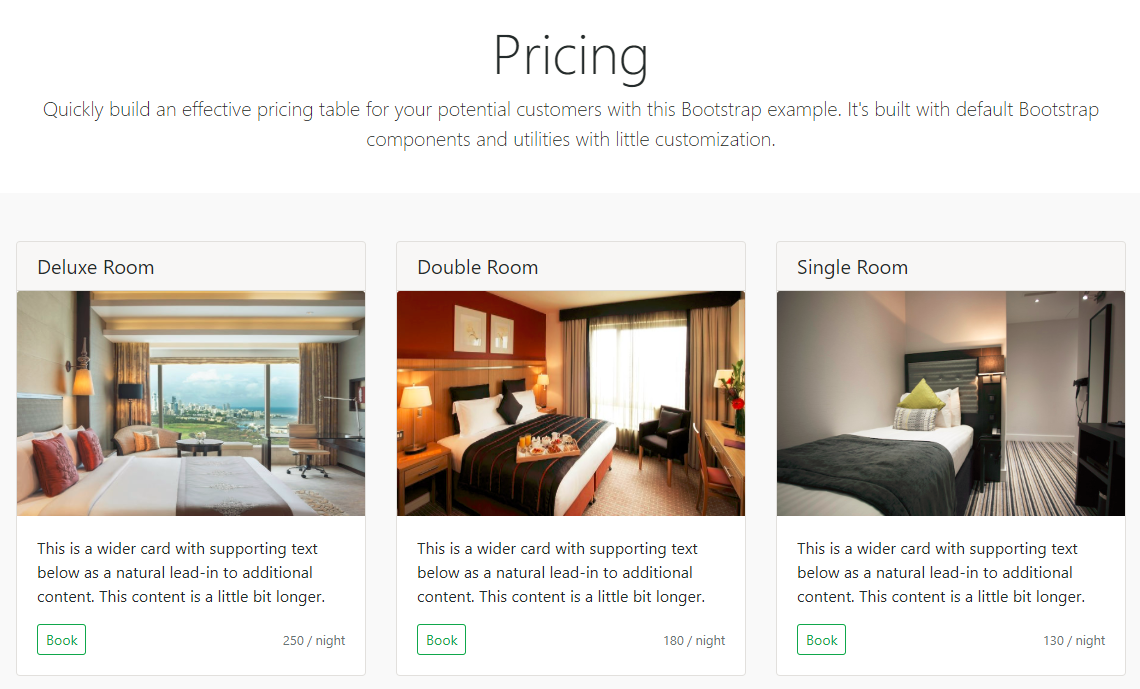 Pricing
Quickly build an effective pricing table for your potential customers with this Bootstrap example. It's built with default Bootstrap
components and utilities with little customization.
Deluxe Room
This is a wider card with supporting text
below as a natural lead-in to additional
content. This content is a little bit longer.
Book
250 / night
Double Room
This is a wider card with supporting text
below as a natural lead-in to additional
content. This content is a little bit longer.
Book
180 / night
Single Room
This is a wider card with supporting text
below as a natural lead-in to additional
content. This content is a little bit longer.
Book
130 / night